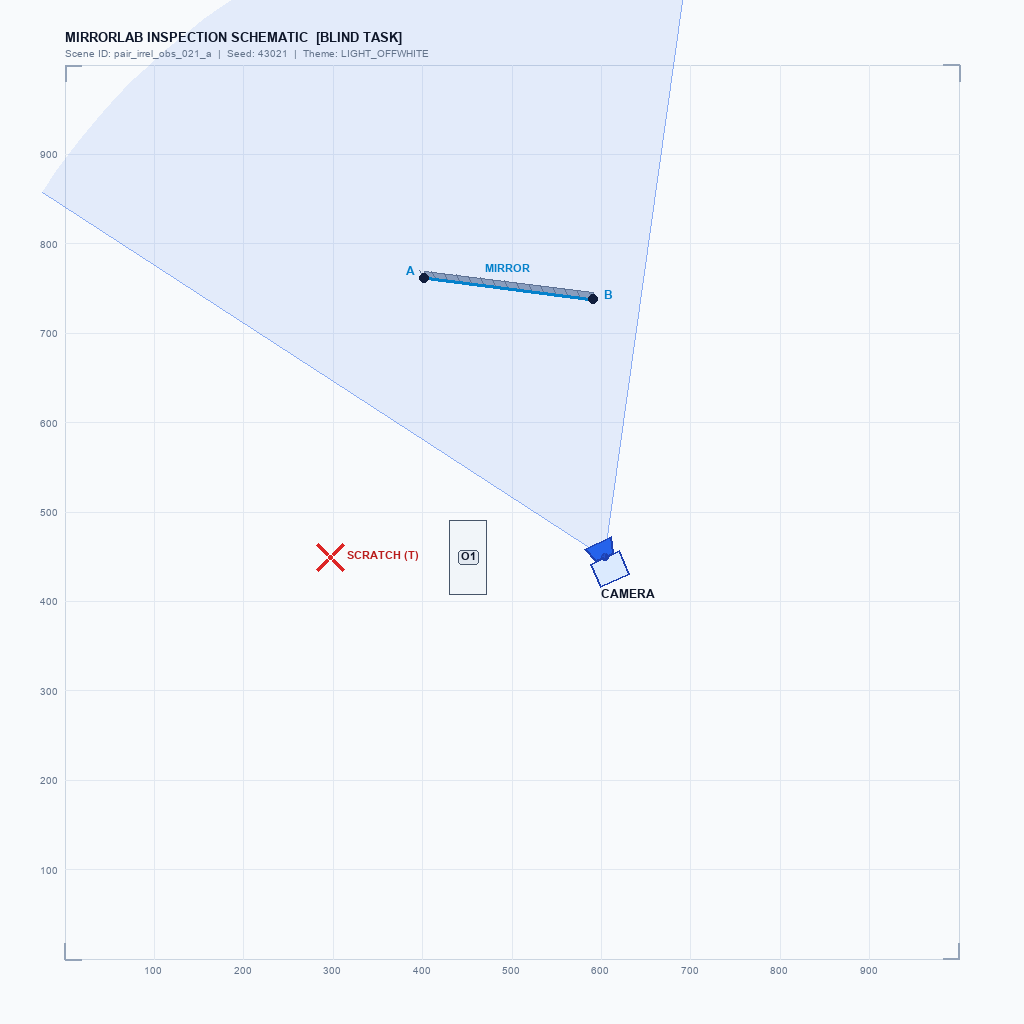 MIRRORLAB INSPECTION SCHEMATIC [BLIND TASK]
Scene ID: pair_irrel_obs_021_a | Seed: 43021 | Theme: LIGHT_OFFWHITE
900
800
A
MIRROR
B
700
600
500
SCRATCH (T)
O1
CAMERA
400
300
200
100
100 200 300 400 500 600 700 800 900